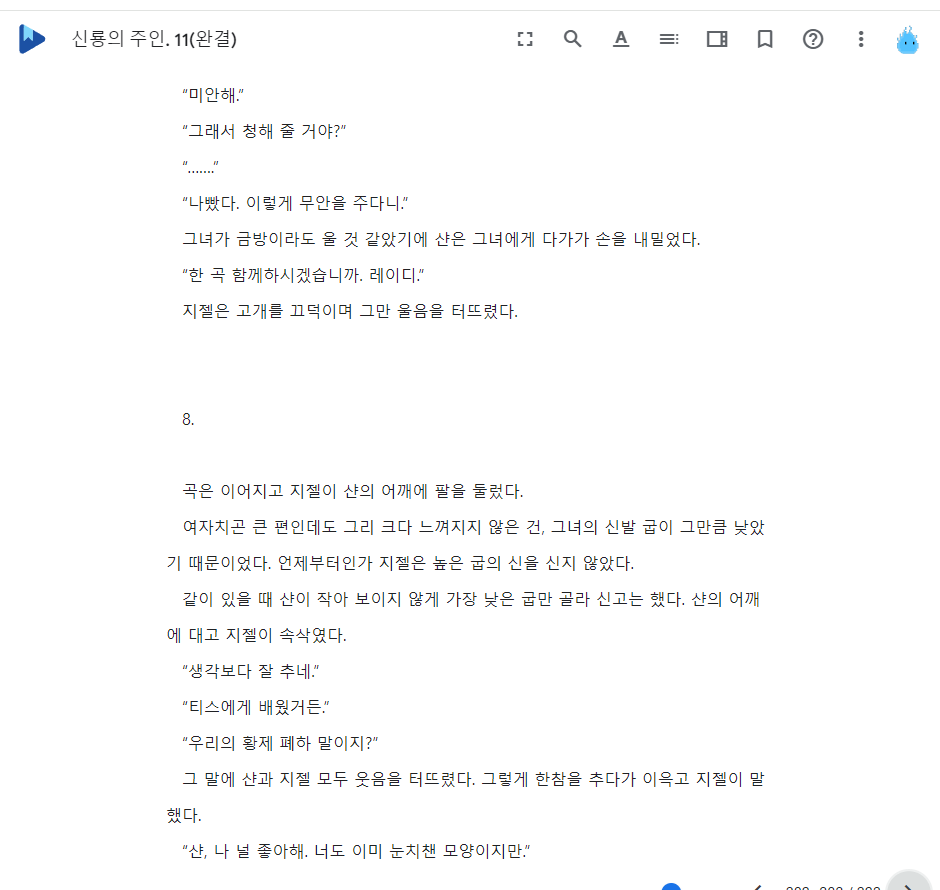 신룡의 주인. 11(완결)
“미안해.”
“그래서 청해 줄 거야?”
“…….”
“나빴다. 이렇게 무안을 주다니.”
그녀가 금방이라도 울 것 같았기에 샨은 그녀에게 다가가 손을 내밀었다.
“한 곡 함께하시겠습니까. 레이디.”
지젤은 고개를 끄덕이며 그만 울음을 터뜨렸다.
8.
곡은 이어지고 지젤이 샨의 어깨에 팔을 둘렀다.
여자치곤 큰 편인데도 그리 크다 느껴지지 않은 건, 그녀의 신발 굽이 그만큼 낮았
기 때문이었다. 언제부터인가 지젤은 높은 굽의 신을 신지 않았다.
같이 있을 때 샨이 작아 보이지 않게 가장 낮은 굽만 골라 신고는 했다. 샨의 어깨
에 대고 지젤이 속삭였다.
“생각보다 잘 추네.”
“티스에게 배웠거든.”
“우리의 황제 폐하 말이지?”
그 말에 샨과 지젤 모두 웃음을 터뜨렸다. 그렇게 한참을 추다가 이윽고 지젤이 말
했다.
“샨, 나 널 좋아해. 너도 이미 눈치챈 모양이지만.”